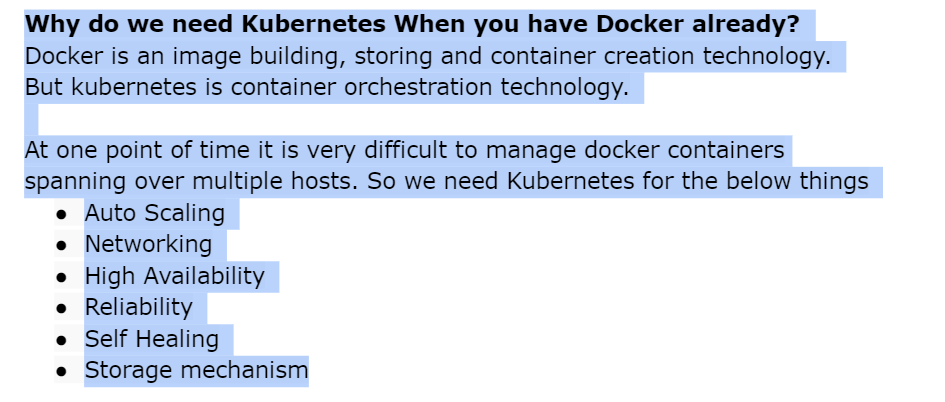 Why do we need Kubernetes When you have Docker already?
Docker is an image building, storing and container creation technology.
But kubernetes is container orchestration technology.
At one point of time it is very difficult to manage docker containers
spanning over multiple hosts. So we need Kubernetes for the below things
● Auto Scaling
● Networking
● High Availability
● Reliability
● Self Healing
● Storage mechanism